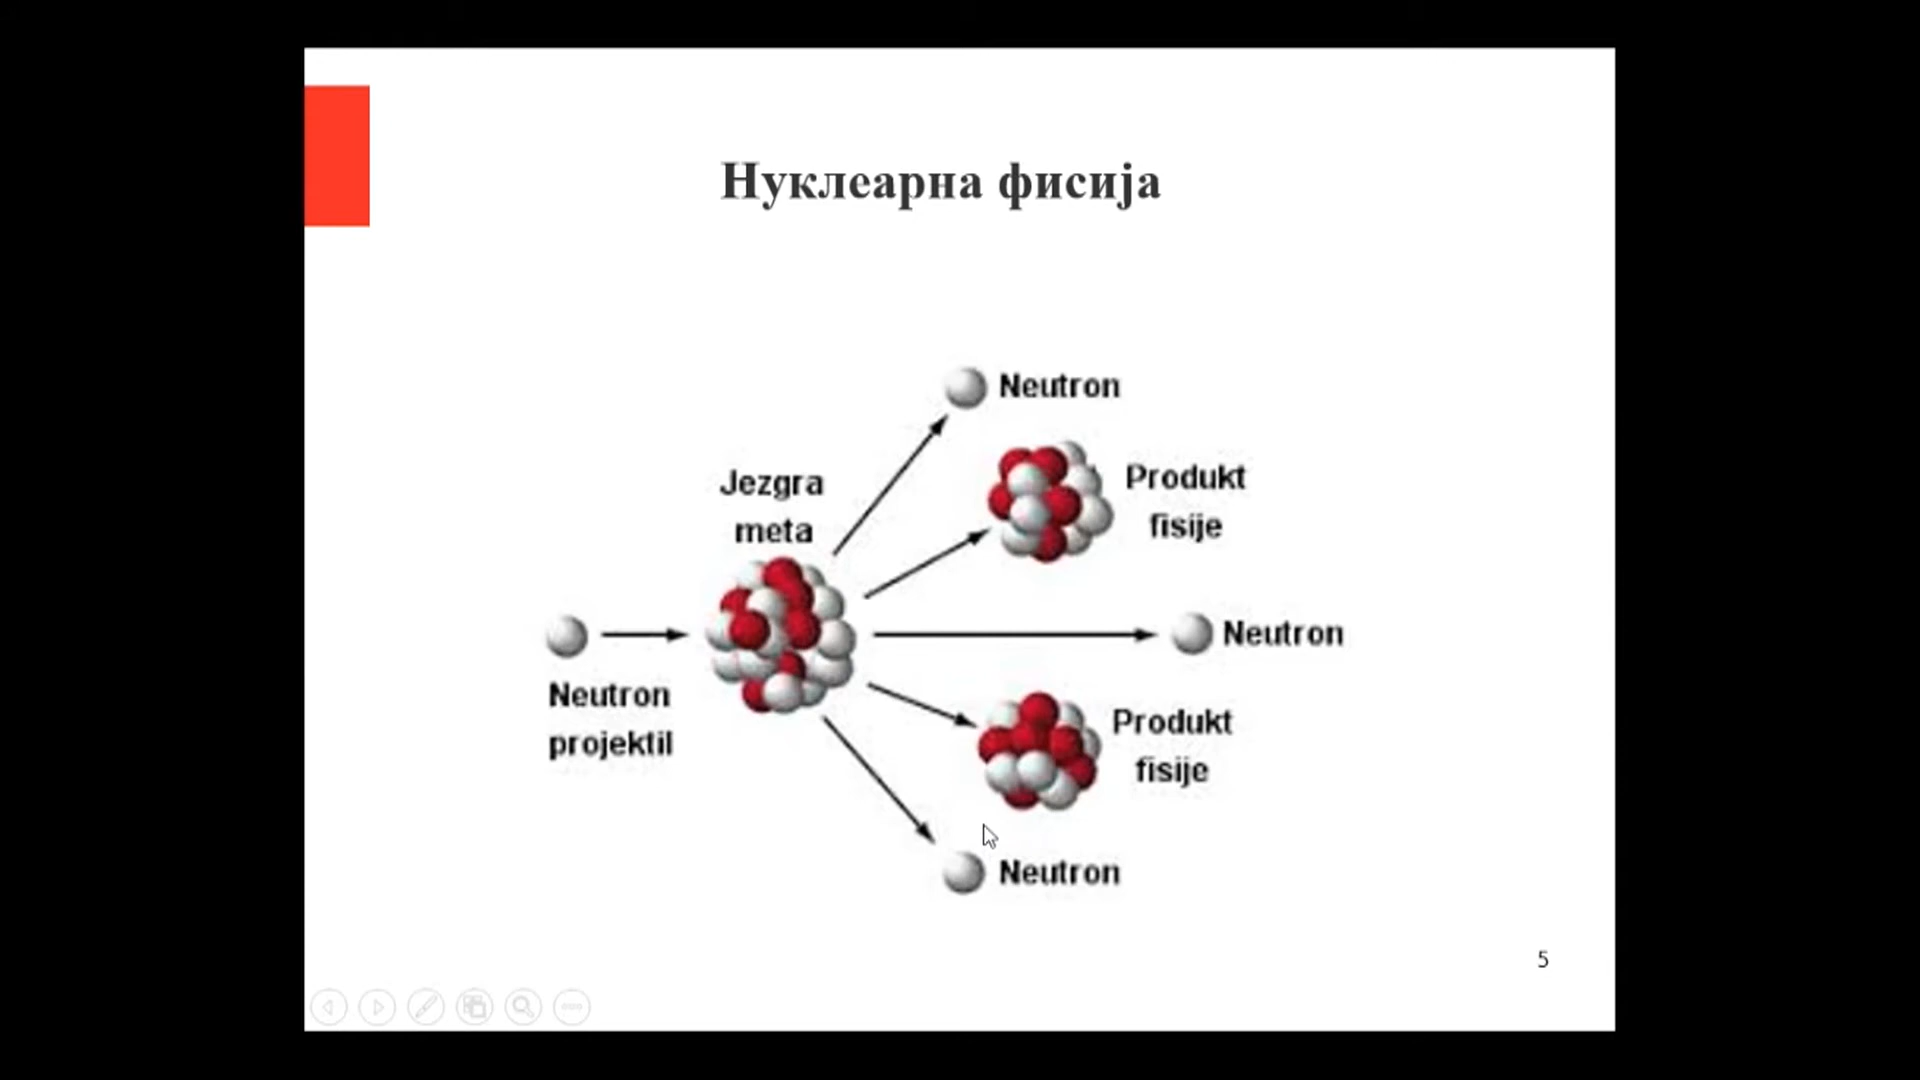 Нуклеарна фисија
Neutron
Jezgra
meta
Produkt
fisije
Neutron
Neutron
projektil
Produkt
fisije
Neutron
5